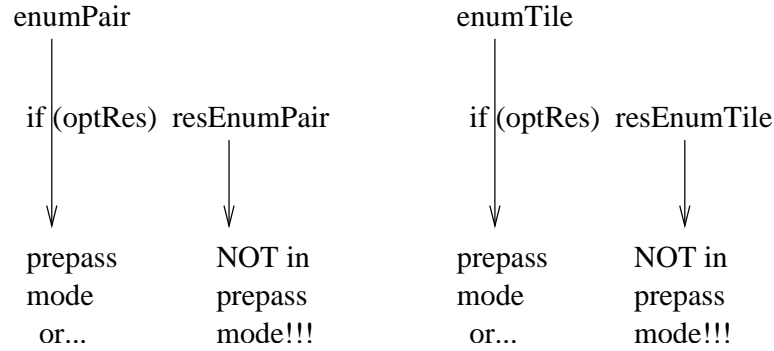 enumPair
enumTile
if (optRes) resEnumPair
if (optRes) resEnumTile
prepass
mode
or...
NOT in
prepass
mode!!!
prepass
mode
or...
NOT in
prepass
mode!!!